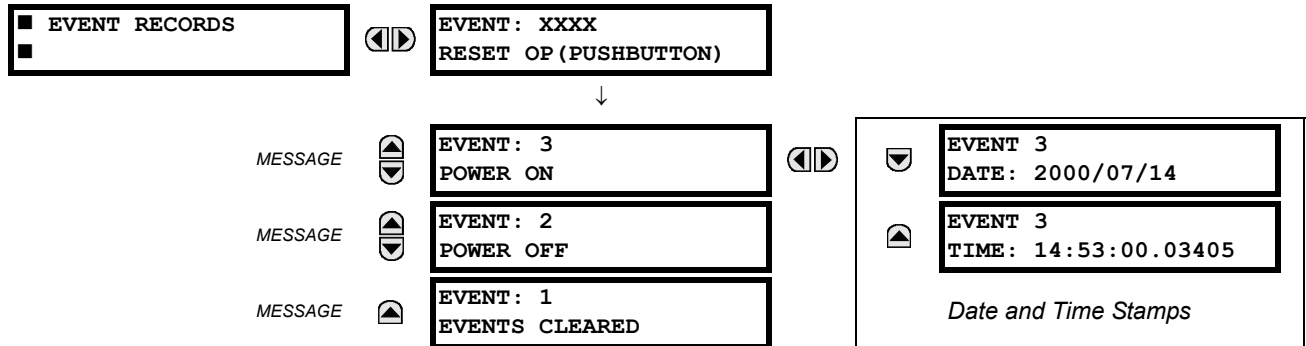 ■ EVENT RECORDS
■
EVENT: XXXX
RESET OP(PUSHBUTTON)
↓
MESSAGE
EVENT: 3
POWER ON
EVENT 3
DATE: 2000/07/14
MESSAGE
EVENT: 2
POWER OFF
EVENT 3
TIME: 14:53:00.03405
MESSAGE
EVENT: 1
EVENTS CLEARED
Date and Time Stamps